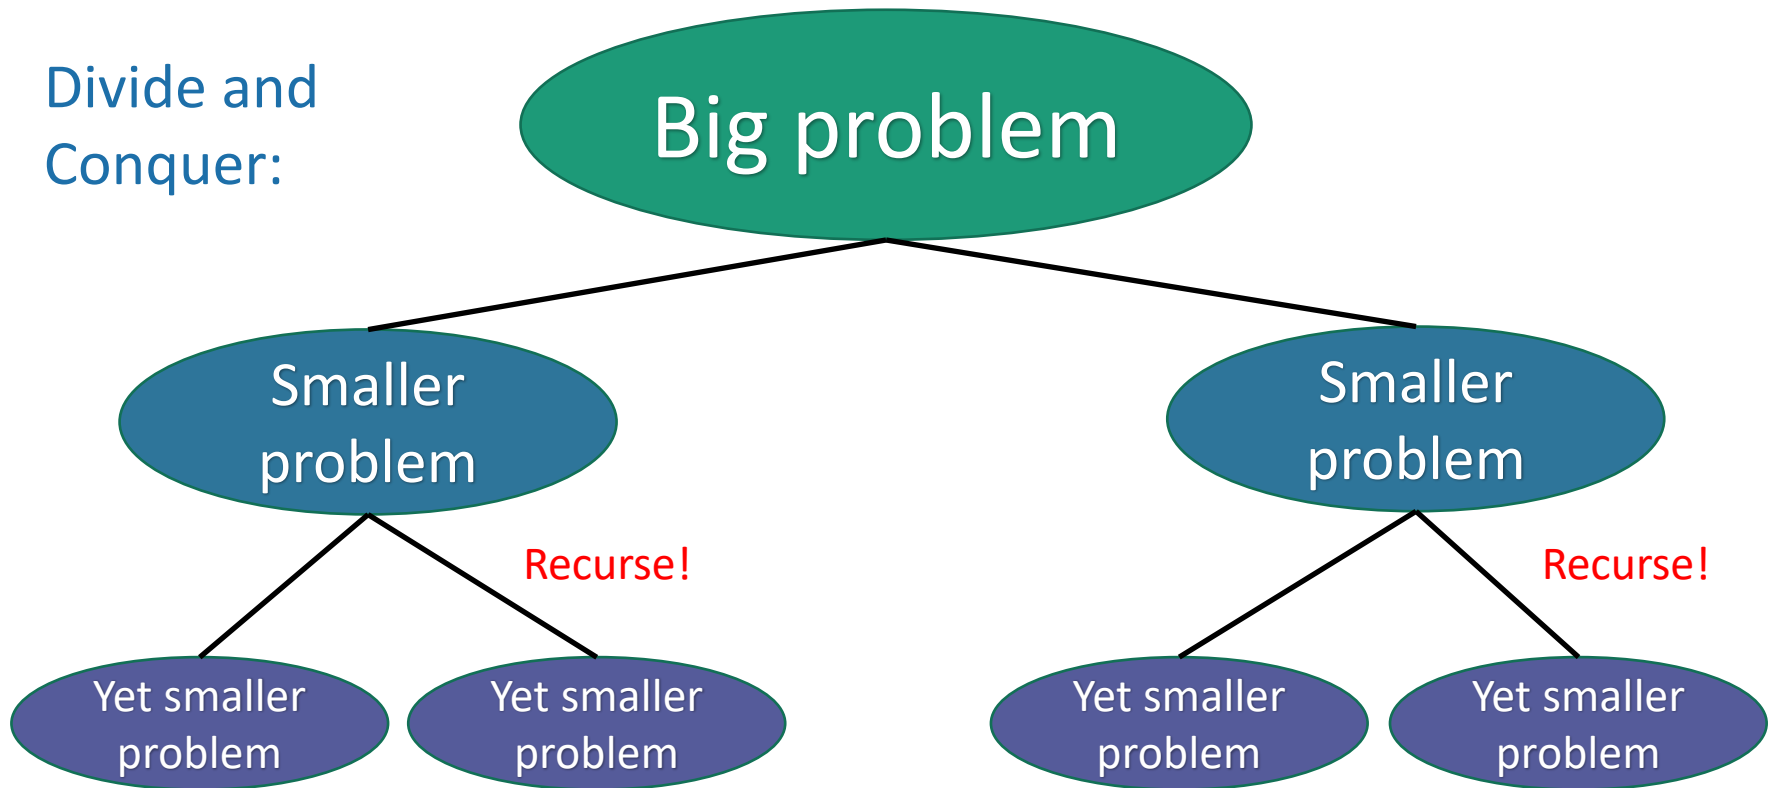 Divide and
Conquer:
Big problem
Smaller
problem
Smaller
problem
Recurse!
Recurse!
Yet smaller
problem
Yet smaller
problem
Yet smaller
problem
Yet smaller
problem